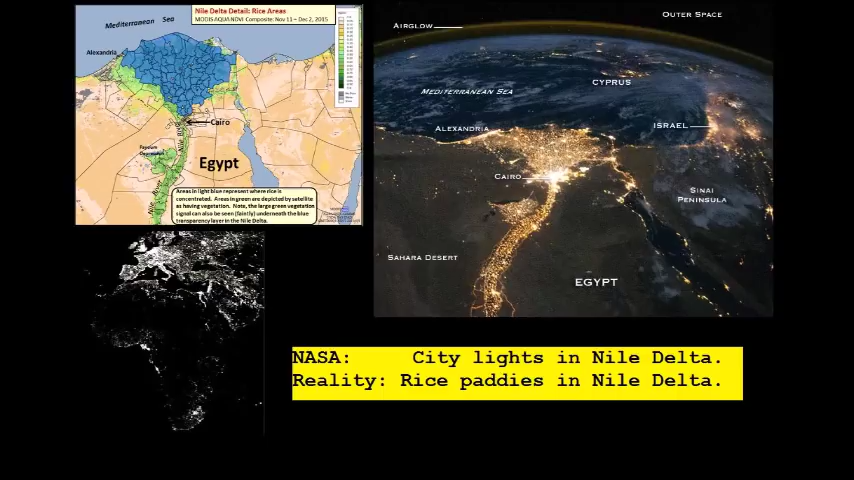 Nile Delta Detail: Rice Areas
MODIS AQUA NDVI Composite: Nov 11 – Dec 2, 2015
Mediterranean Sea
Alexandria
Cairo
Nile River
Fayoum
Depression
Egypt
Areas in light blue represent where rice is
concentrated. Areas in green are depicted by satellite
as having vegetation. Note, the large green vegetation
signal can also be seen (faintly) underneath the blue
transparency layer in the Nile Delta.
OUTER SPACE
AIRGLOW
CYPRUS
MEDITERRANEAN SEA
ALEXANDRIA
ISRAEL
CAIRO
SINAI
PENINSULA
SAHARA DESERT
EGYPT
NASA: City lights in Nile Delta.
Reality: Rice paddies in Nile Delta.